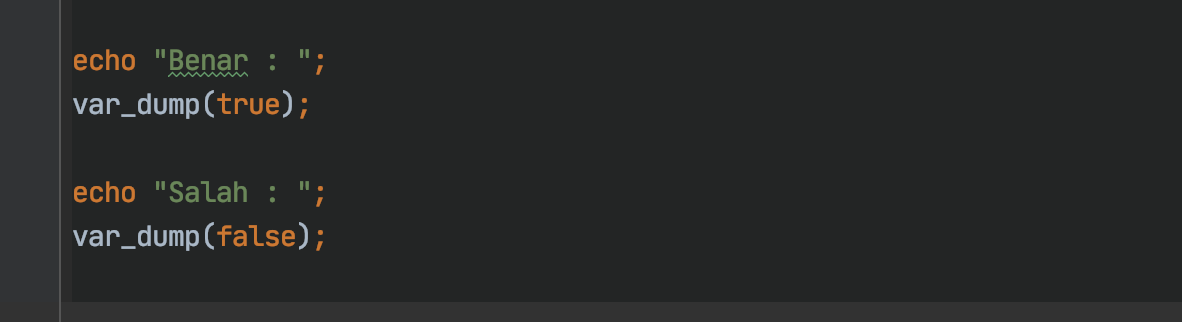 echo "Benar : ";
var_dump(true);
echo "Salah : ";
var_dump(false);